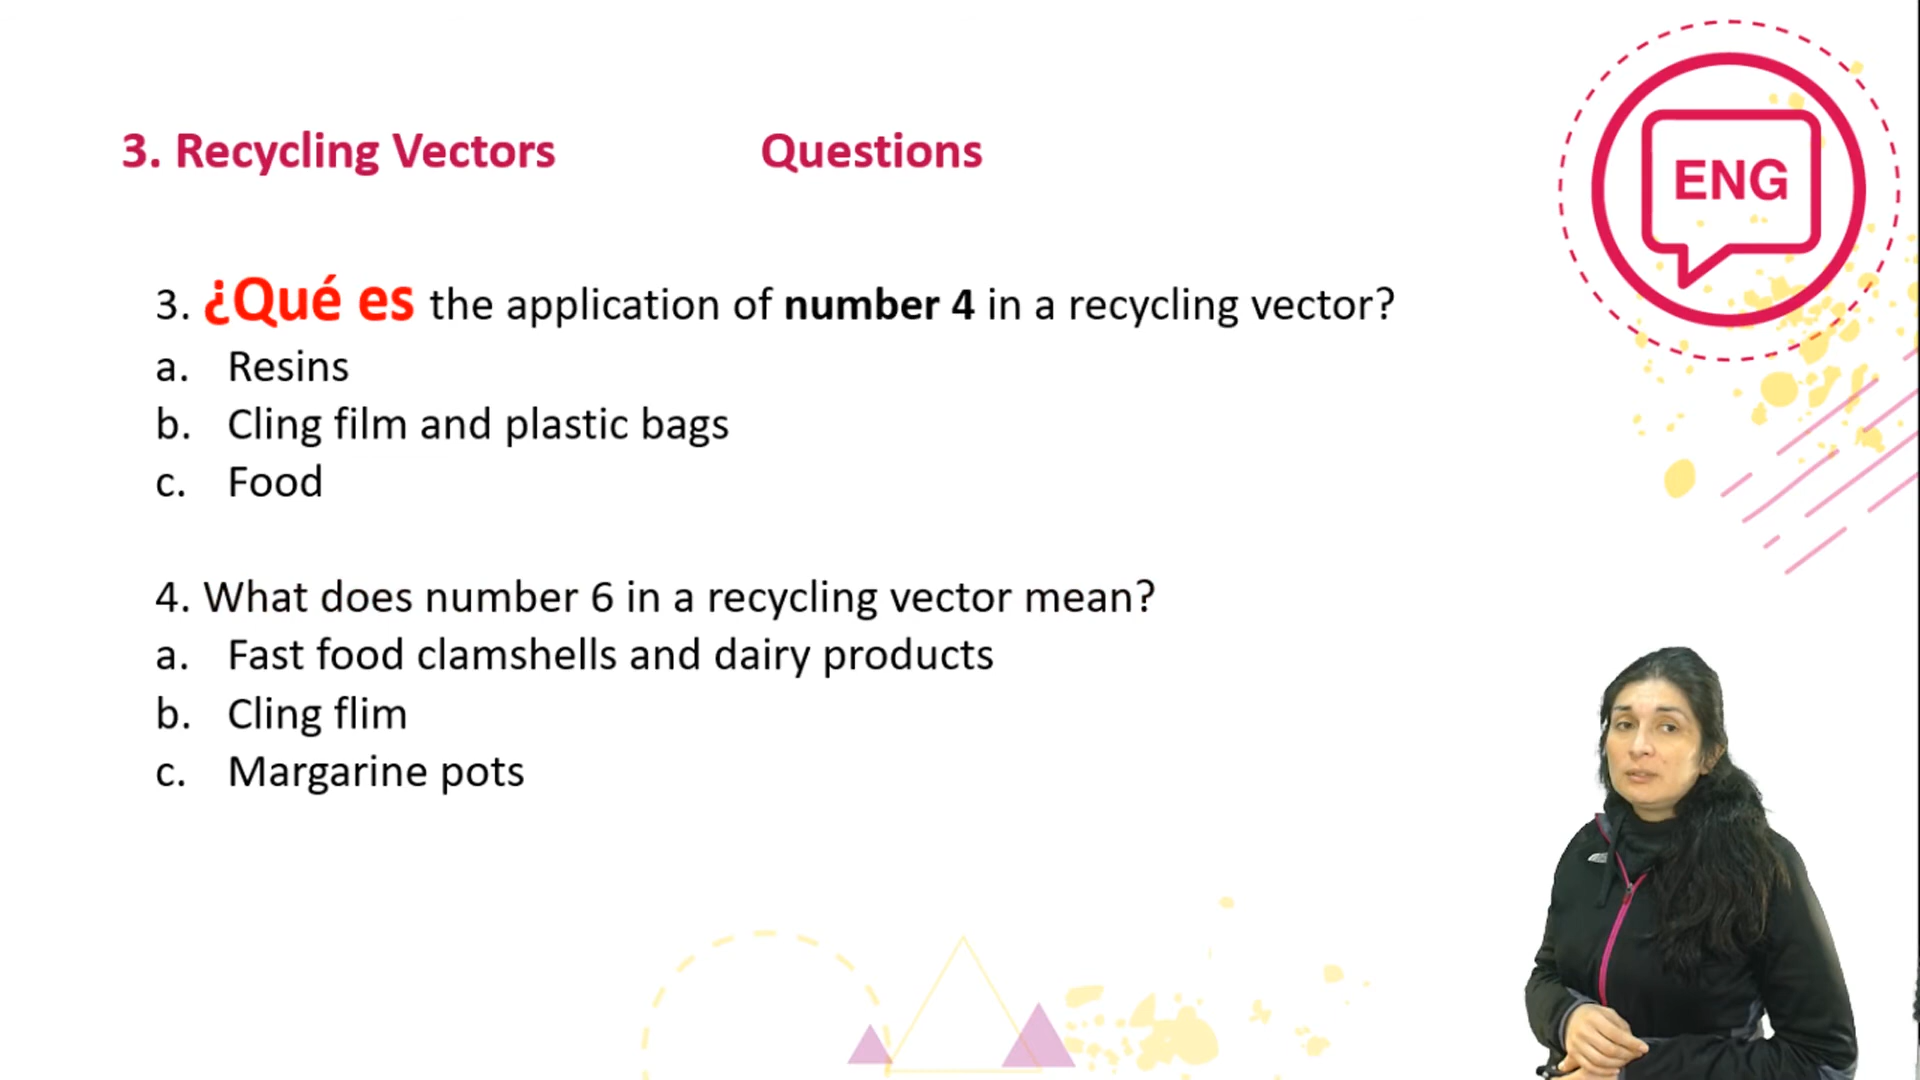 ENG
3. Recycling Vectors Questions
3. ¿Qué es the application of number 4 in a recycling vector?
a. Resins
b. Cling film and plastic bags
c. Food
4. What does number 6 in a recycling vector mean?
a. Fast food clamshells and dairy products
b. Cling flim
c. Margarine pots